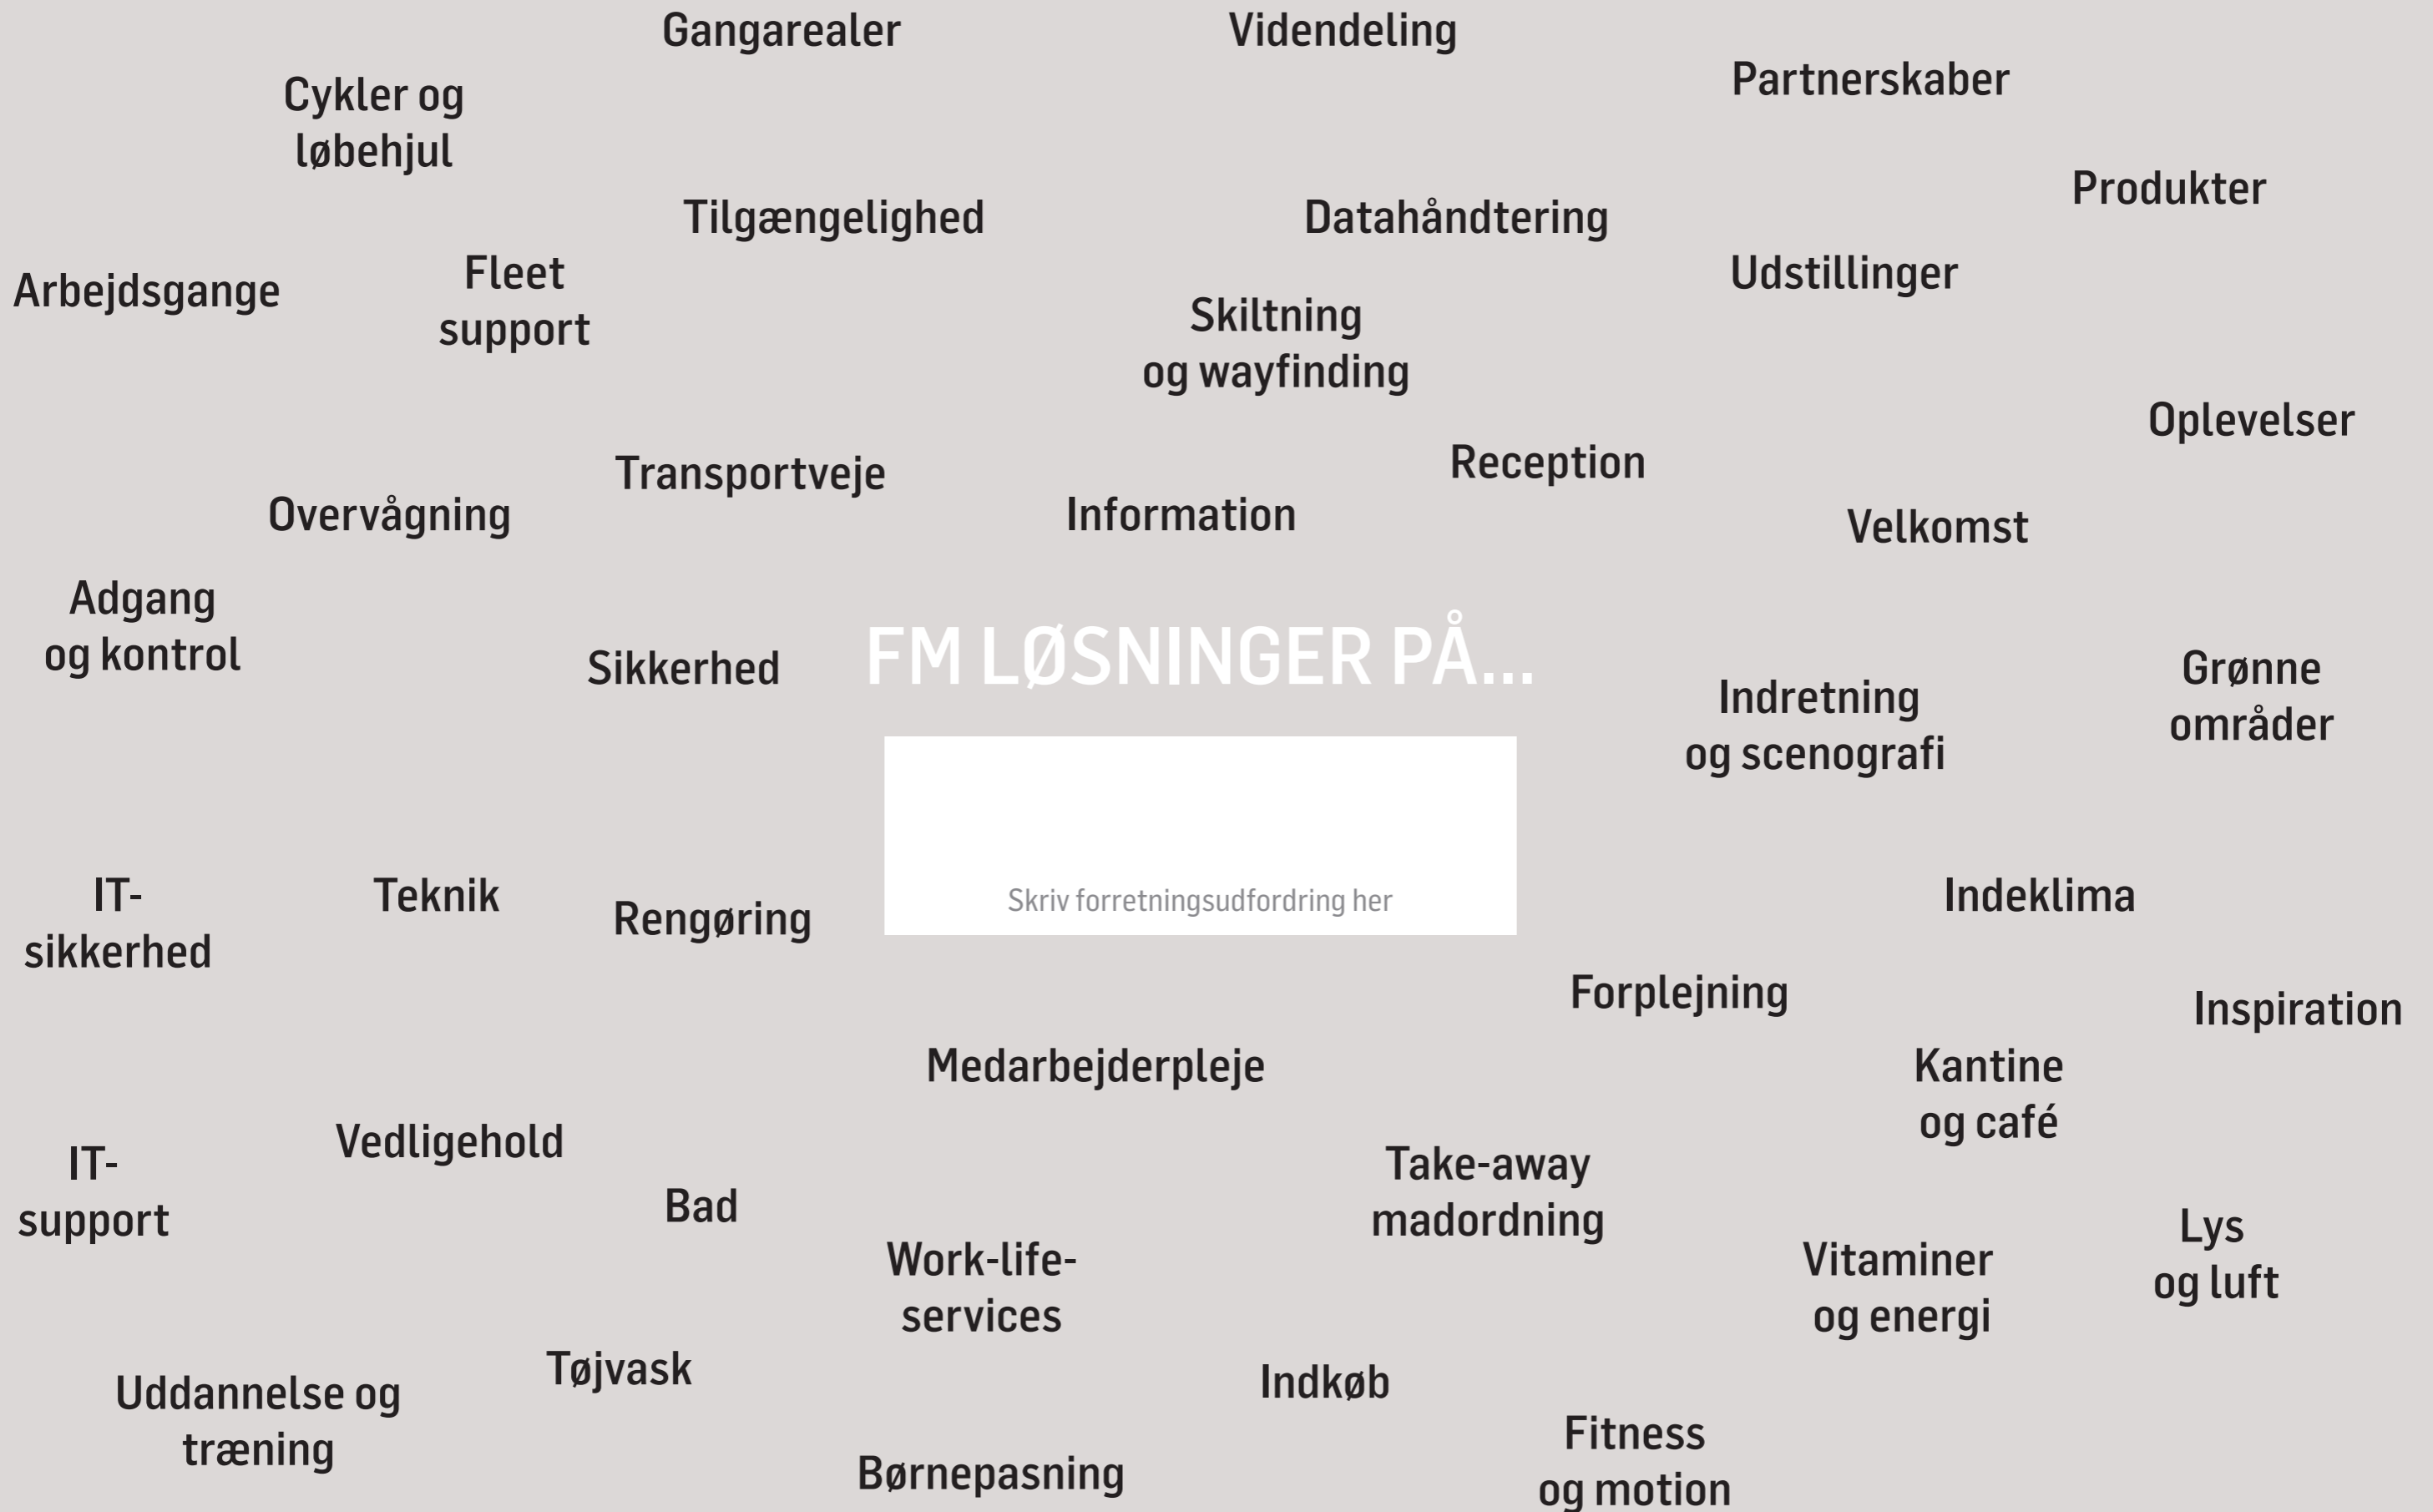 Gangarealer
Videndeling
Partnerskaber
Cykler og
løbehjul
Produkter
Tilgængelighed
Datahåndtering
Udstillinger
Arbejdsgange
Fleet
support
Skiltning
og wayfinding
Oplevelser
Reception
Transportveje
Overvågning
Information
Velkomst
Adgang
og kontrol
Sikkerhed
FM LØSNINGER PÅ...
Grønne
områder
Indretning
og scenografi
Skriv forretningsudfordring her
IT-
sikkerhed
Teknik
Rengøring
Indeklima
Forplejning
Inspiration
Medarbejderpleje
Kantine
og café
Vedligehold
IT-
support
Take-away
madordning
Bad
Lys
og luft
Work-life-
services
Vitaminer
og energi
Tøjvask
Indkøb
Uddannelse og
træning
Fitness
og motion
Børnepasning